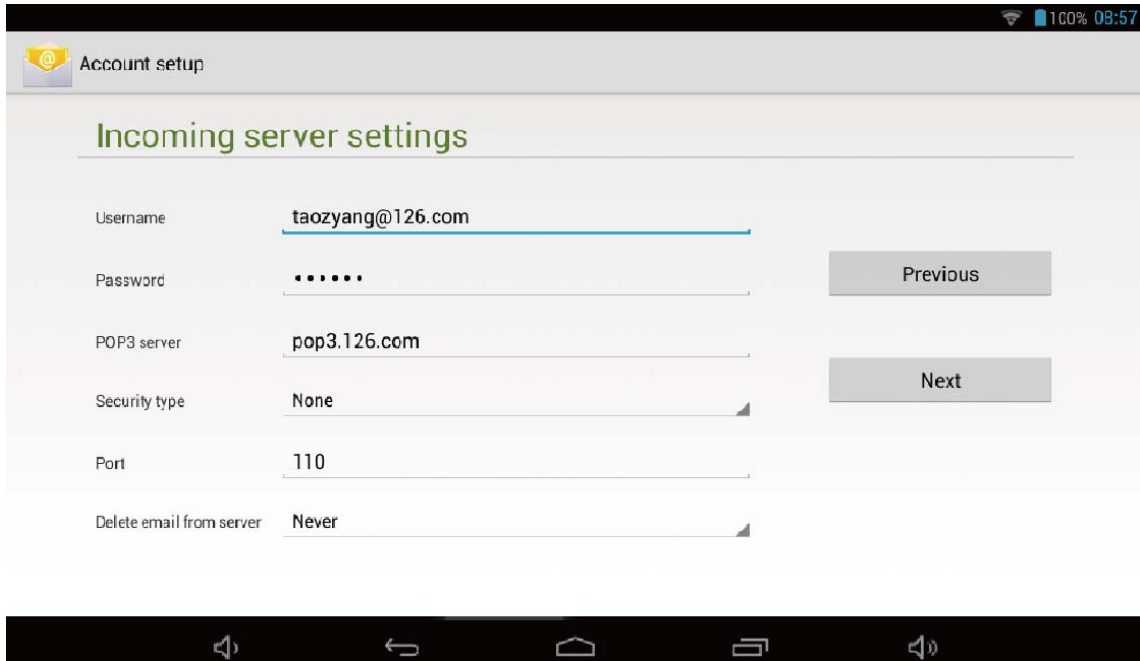 100% 08:57
@
Account setup
Incoming server settings
Username taozyang@126.com
Password ••••••
Previous
POP3 server pop3.126.com
Next
Security type None
Port 110
Delete email from server Never